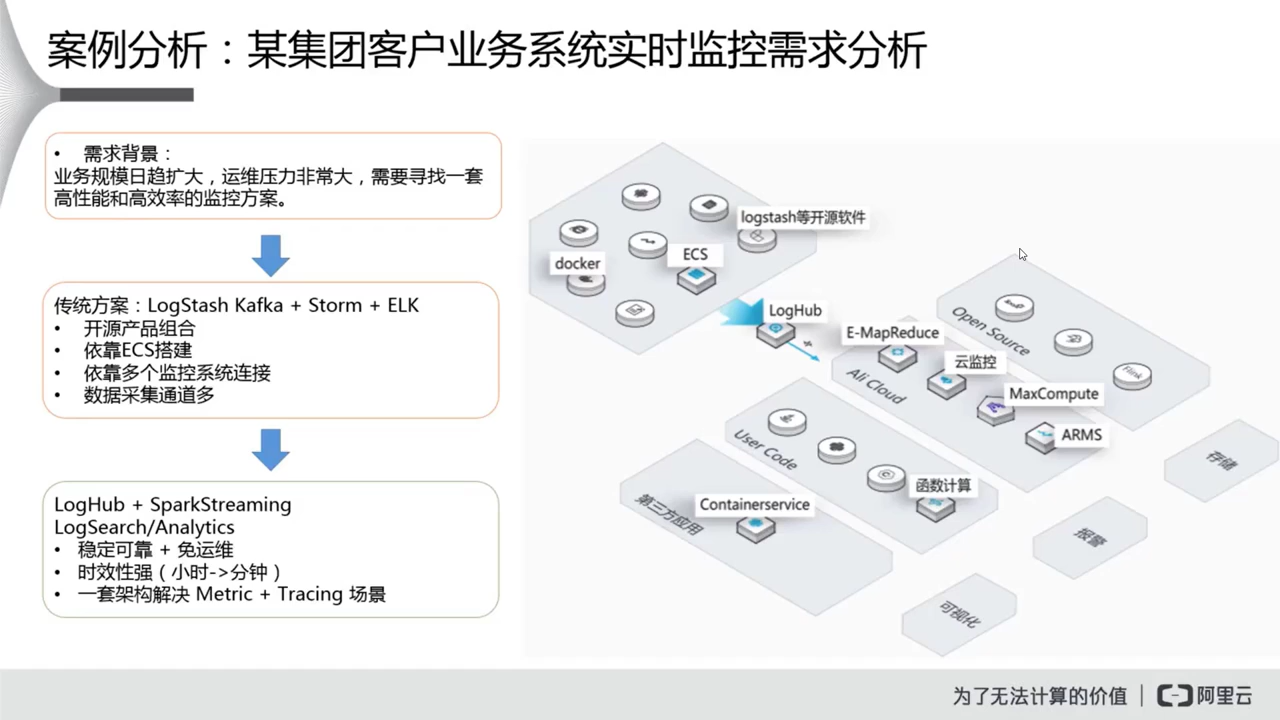 案例分析：某集团客户业务系统实时监控需求分析
• 需求背景：
业务规模日趋扩大，运维压力非常大，需要寻找一套
高性能和高效率的监控方案。
传统方案：LogStash Kafka + Storm + ELK
• 开源产品组合
• 依靠ECS搭建
• 依靠多个监控系统连接
• 数据采集通道多
LogHub + SparkStreaming
LogSearch/Analytics
• 稳定可靠 + 免运维
• 时效性强（小时->分钟）
• 一套架构解决 Metric + Tracing 场景
logstash等开源软件
docker
ECS
LogHub
E-MapReduce
云监控
MaxCompute
ARMS
Open Source
Flink
Ali Cloud
User Code
函数计算
Containerservice
第三方应用
存储
报警
可视化
为了无法计算的价值 | 阿里云